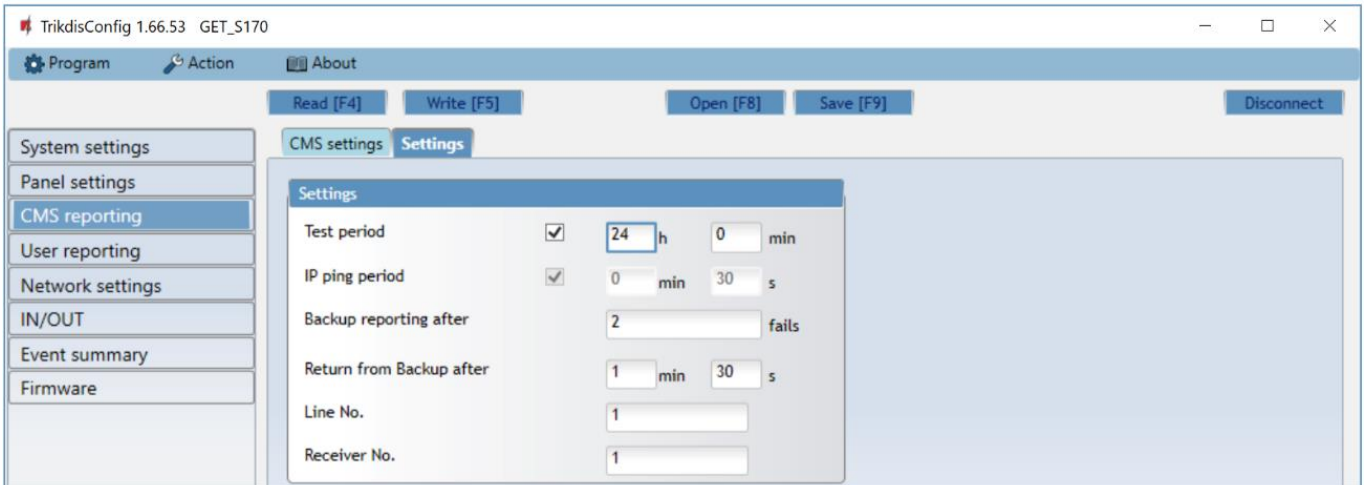 TrikdisConfig 1.66.53 GET_S170
Program Action About
Read [F4] Write [F5] Open [F8] Save [F9] Disconnect
System settings
Panel settings
CMS reporting
User reporting
Network settings
IN/OUT
Event summary
Firmware
CMS settings Settings
Settings
Test period 24 h 0 min
IP ping period 0 min 30 s
Backup reporting after 2 fails
Return from Backup after 1 min 30 s
Line No. 1
Receiver No. 1